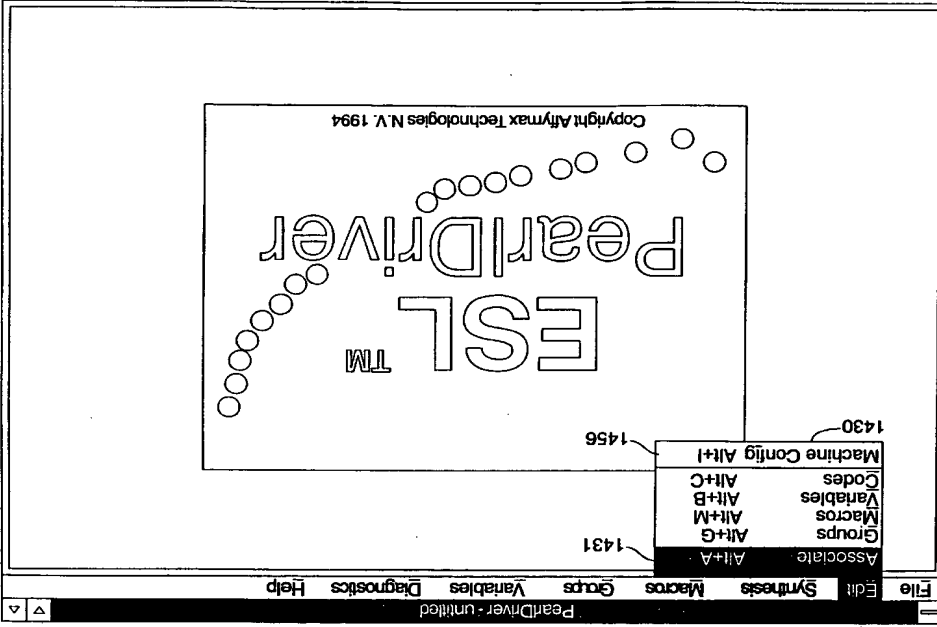 PearlDriver - untitled
File Edit Synthesis Macros Groups Variables Diagnostics Help
Associate Alt+A
1431
Groups Alt+G
Macros Alt+M
Variables Alt+B
Codes Alt+C
Machine Config Alt+I
1430
1456
ESL TM
PearlDriver
Copyright Affymax Technologies N.V. 1994